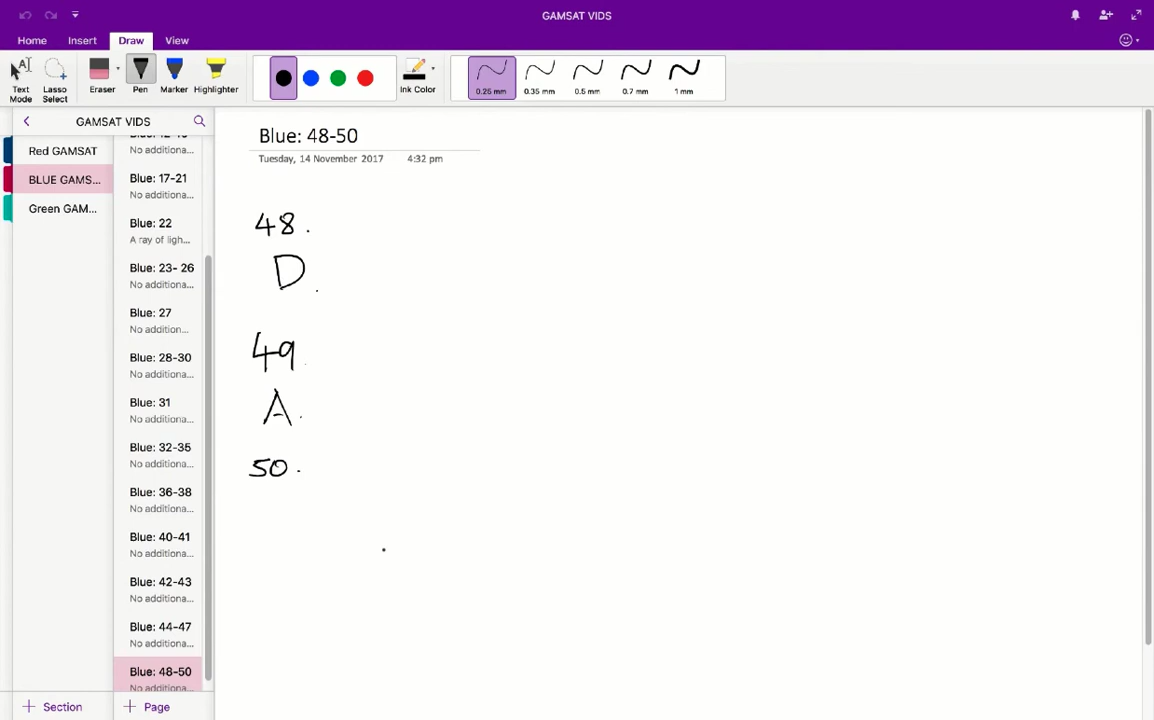 GAMSAT VIDS
Home Insert Draw View
Text Mode
Lasso Select
Eraser
Pen
Marker
Highlighter
Ink Color
0.25 mm
0.35 mm
0.5 mm
0.7 mm
1 mm
GAMSAT VIDS
Red GAMSAT
BLUE GAMS...
Green GAM...
No additiona...
Blue: 17-21
No additiona...
Blue: 22
A ray of ligh...
Blue: 23- 26
No additiona...
Blue: 27
No addition...
Blue: 28-30
No additiona...
Blue: 31
No additiona...
Blue: 32-35
No additiona...
Blue: 36-38
No additiona...
Blue: 40-41
No additiona...
Blue: 42-43
No additiona...
Blue: 44-47
No additiona...
Blue: 48-50
No additiona...
+ Section
+ Page
Blue: 48-50
Tuesday, 14 November 2017 4:32 pm
48.
D.
49.
A.
50.